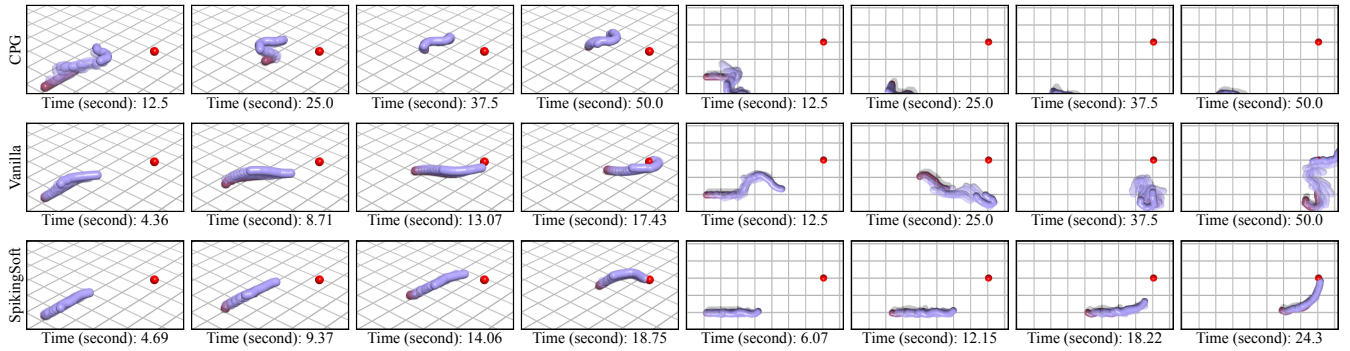 CPG
Time (second): 12.5 Time (second): 25.0 Time (second): 37.5 Time (second): 50.0 Time (second): 12.5 Time (second): 25.0 Time (second): 37.5 Time (second): 50.0
Vanilla
Time (second): 4.36 Time (second): 8.71 Time (second): 13.07 Time (second): 17.43 Time (second): 12.5 Time (second): 25.0 Time (second): 37.5 Time (second): 50.0
SpikingSoft
Time (second): 4.69 Time (second): 9.37 Time (second): 14.06 Time (second): 18.75 Time (second): 6.07 Time (second): 12.15 Time (second): 18.22 Time (second): 24.3